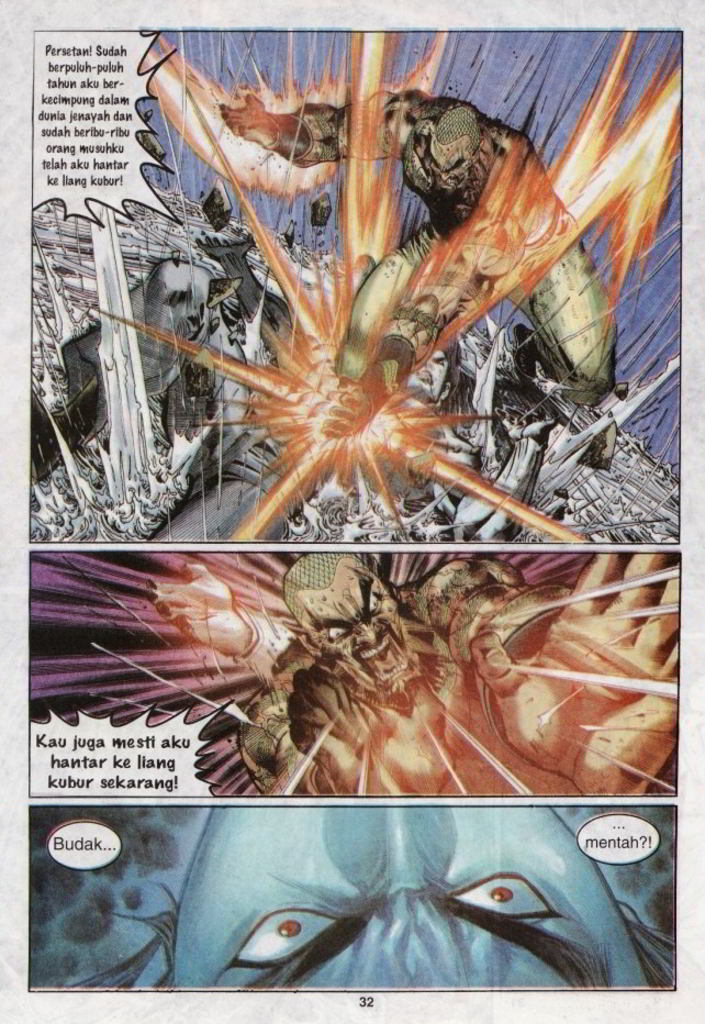 Persetan! Sudah
berpuluh-puluh
tahun aku ber-
kecimpung dalam
dunia jenayah dan
sudah beribu-ribu
orang musuhku
telah aku hantar
ke liang kubur!
Kau juga mesti aku
hantar ke liang
kubur sekarang!
Budak...
...
mentah?!
32